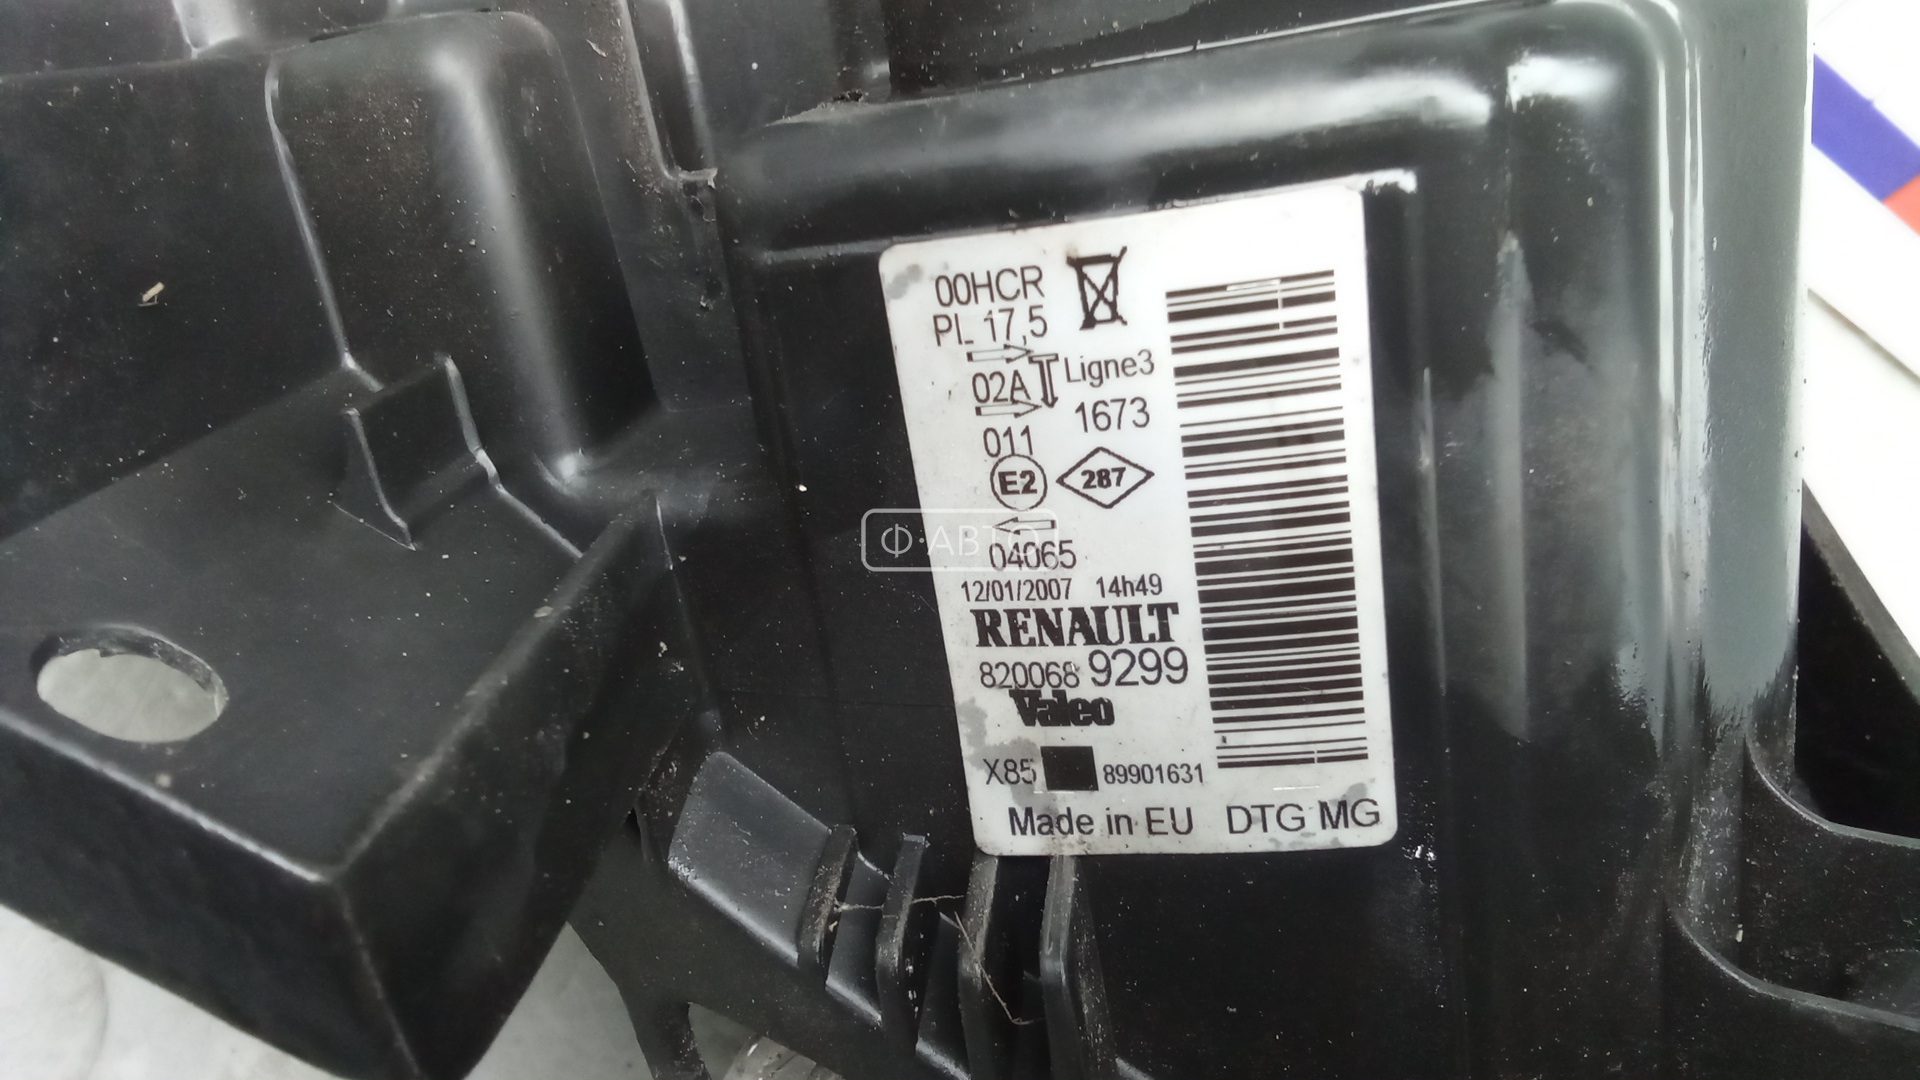 00HCR
PL 17,5
02A
Ligne3
1673
011
E2
287
Ф·АВТО
04065
12/01/2007 14h49
RENAULT
820068 9299
Valeo
X85 89901631
Made in EU DTG MG